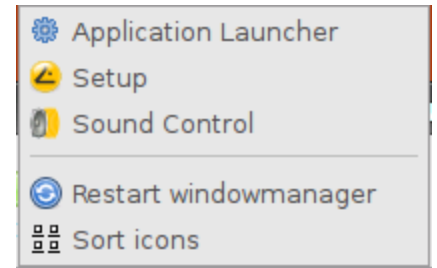 Application Launcher
Setup
Sound Control
Restart windowmanager
Sort icons